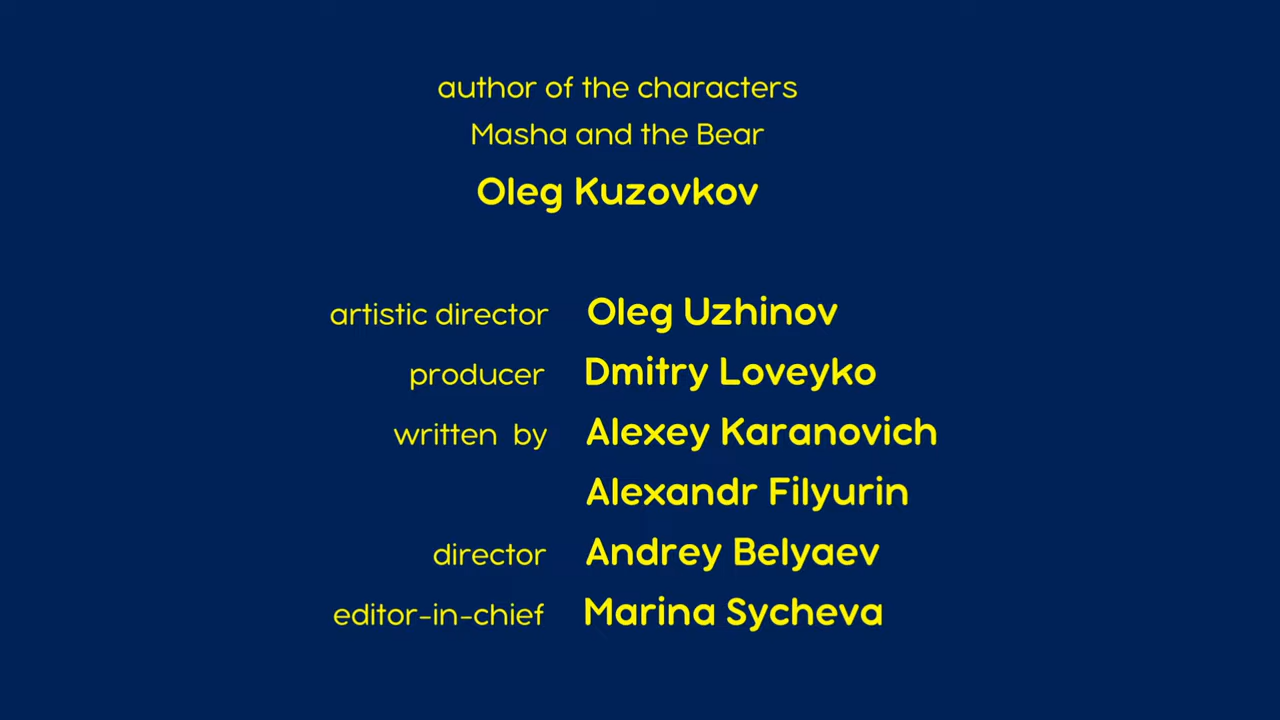 author of the characters
Masha and the Bear
Oleg Kuzovkov
artistic director Oleg Uzhinov
producer Dmitry Loveyko
written by Alexey Karanovich
Alexandr Filyurin
director Andrey Belyaev
editor-in-chief Marina Sycheva